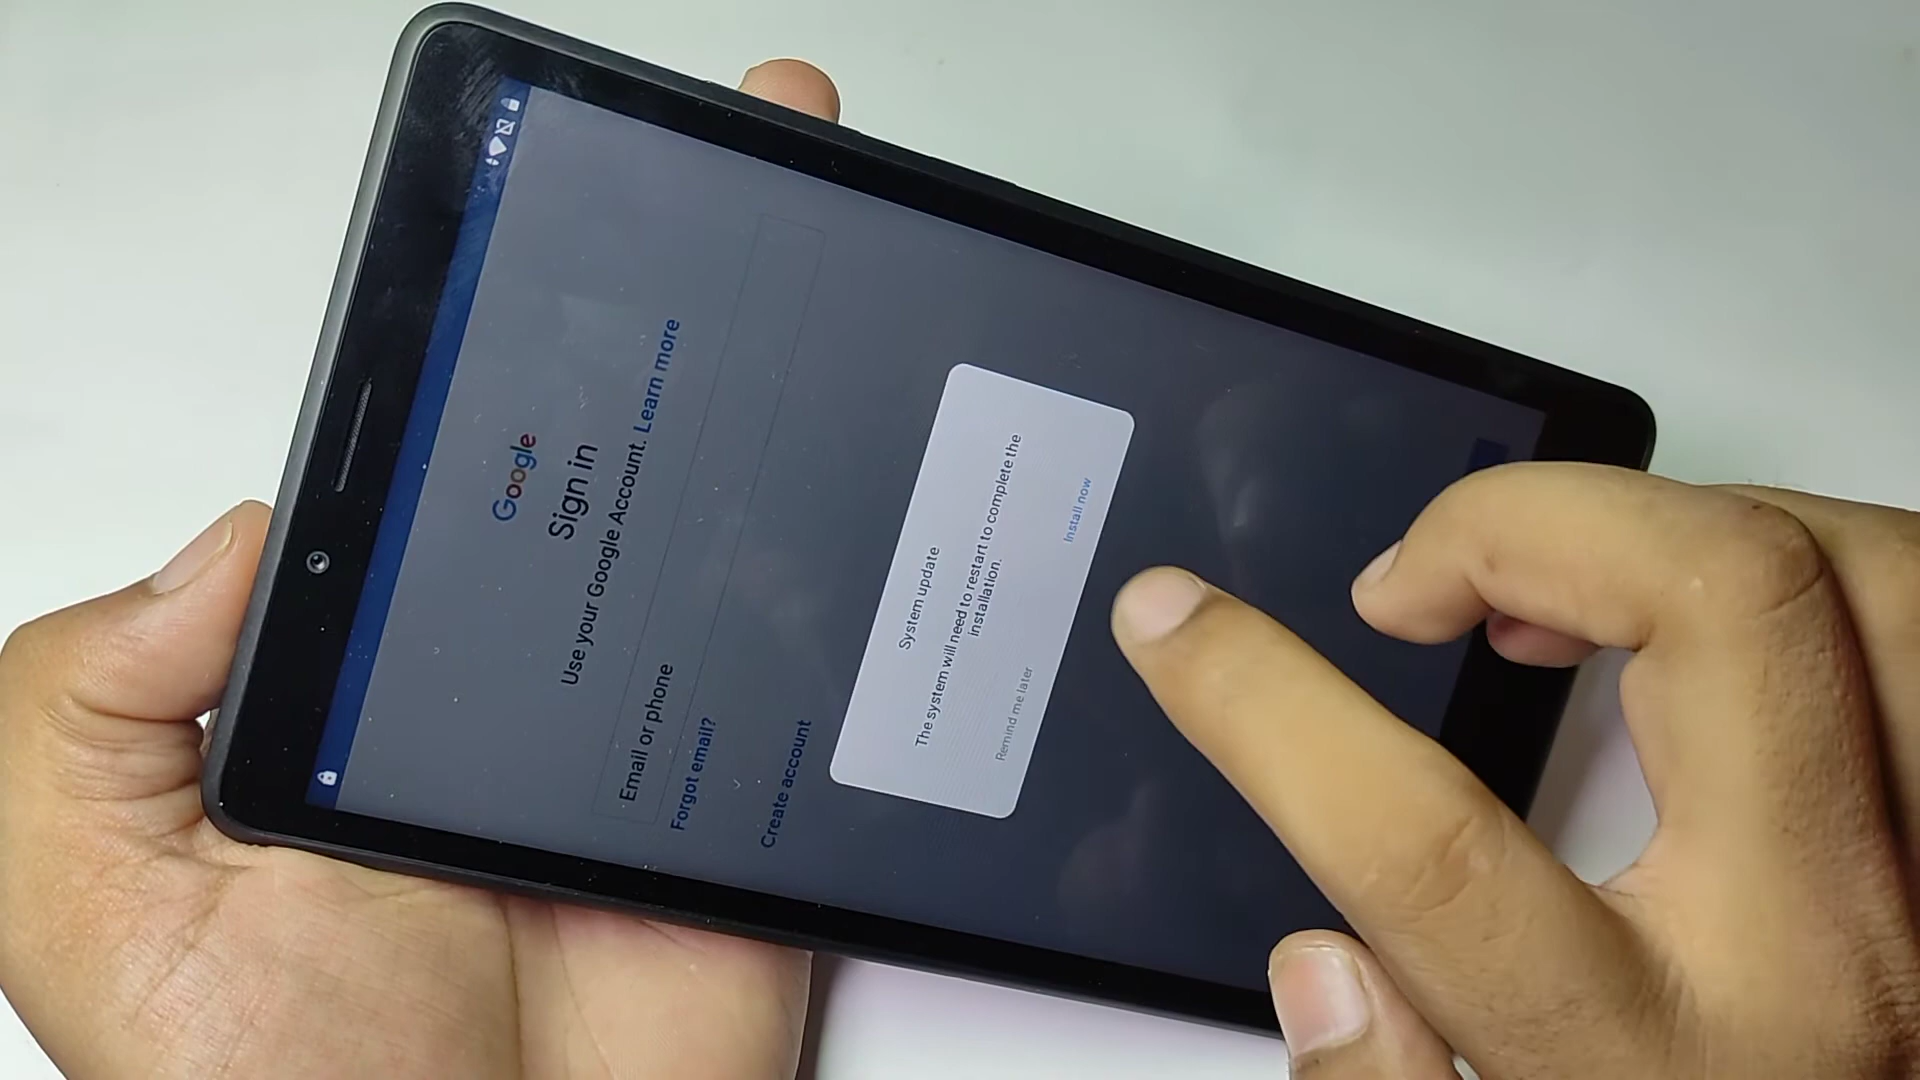 Google
Sign in
Use your Google Account. Learn more
Email or phone
Forgot email?
Create account
System update
The system will need to restart to complete the
installation.
Remind me later
Install now